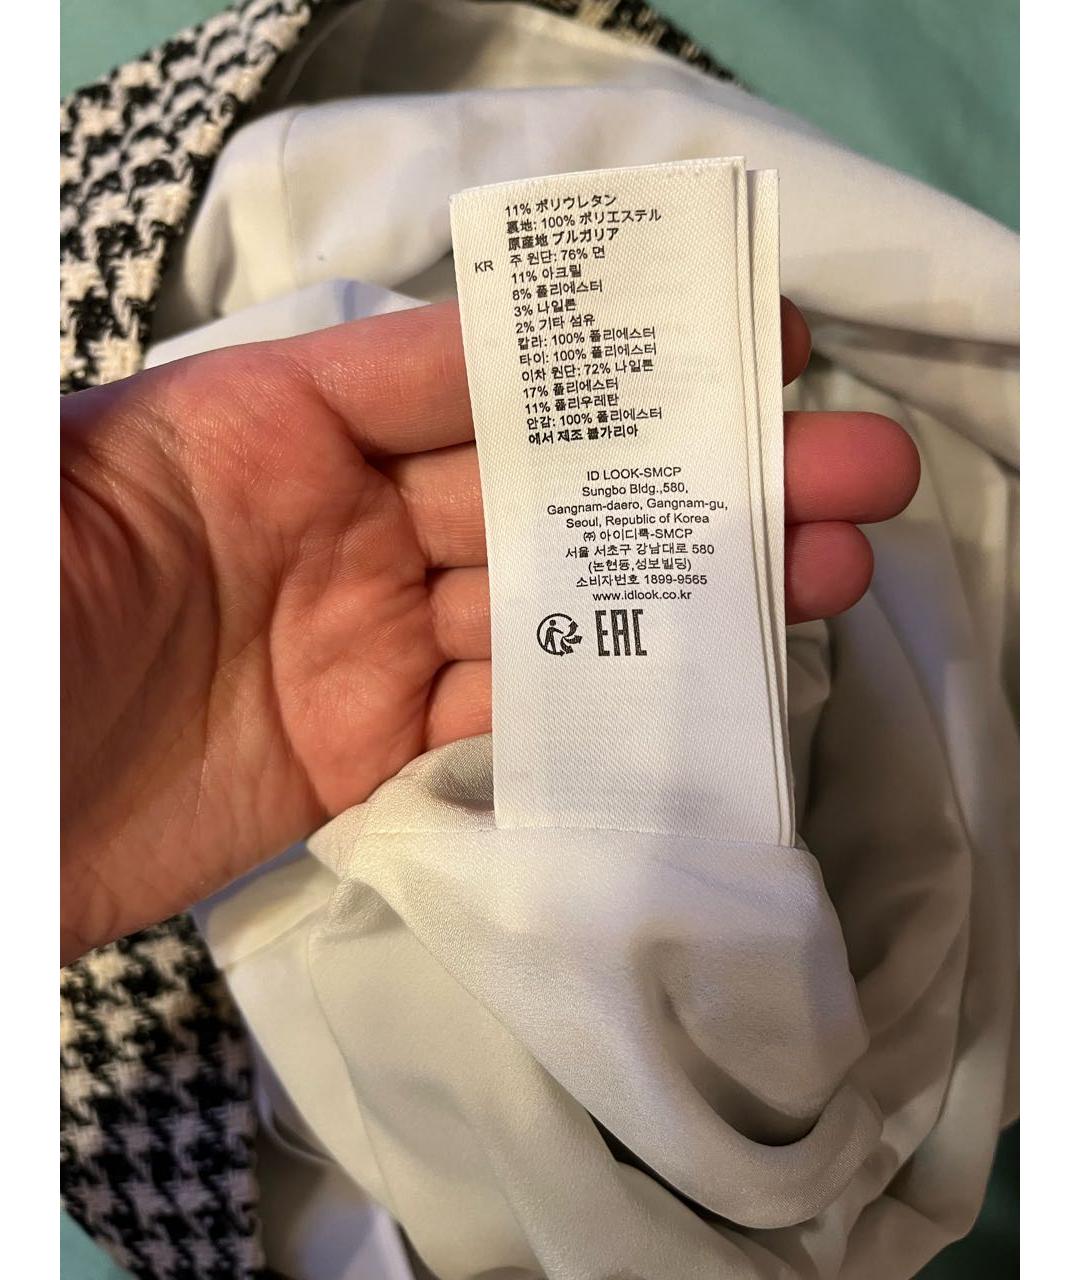 11% ポリウレタン
裏地: 100% ポリエステル
原産地 ブルガリア
KR 주 원단: 76% 면
11% 아크릴
8% 폴리에스터
3% 나일론
2% 기타 섬유
칼라: 100% 폴리에스터
타이: 100% 폴리에스터
이차 원단: 72% 나일론
17% 폴리에스터
11% 폴리우레탄
안감: 100% 폴리에스터
에서 제조 불가리아
ID LOOK-SMCP
Sungbo Bldg.,580,
Gangnam-daero, Gangnam-gu,
Seoul, Republic of Korea
㈜ 아이디룩-SMCP
서울 서초구 강남대로 580
(논현동,성보빌딩)
소비자번호 1899-9565
www.idlook.co.kr
EAC